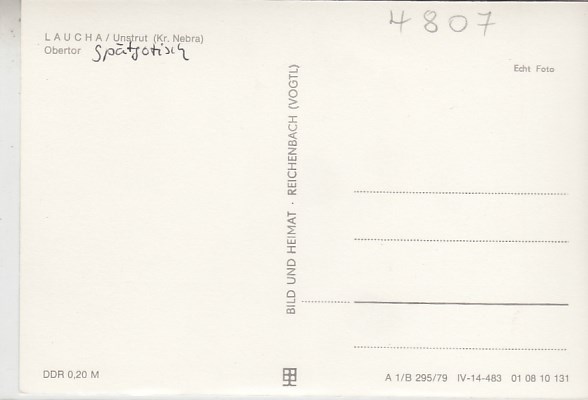 4807
LAUCHA / Unstrut (Kr. Nebra)
Obertor spätgotisch
Echt Foto
BILD UND HEIMAT · REICHENBACH (VOGTL)
DDR 0,20 M
A 1/B 295/79 IV-14-483 01 08 10 131